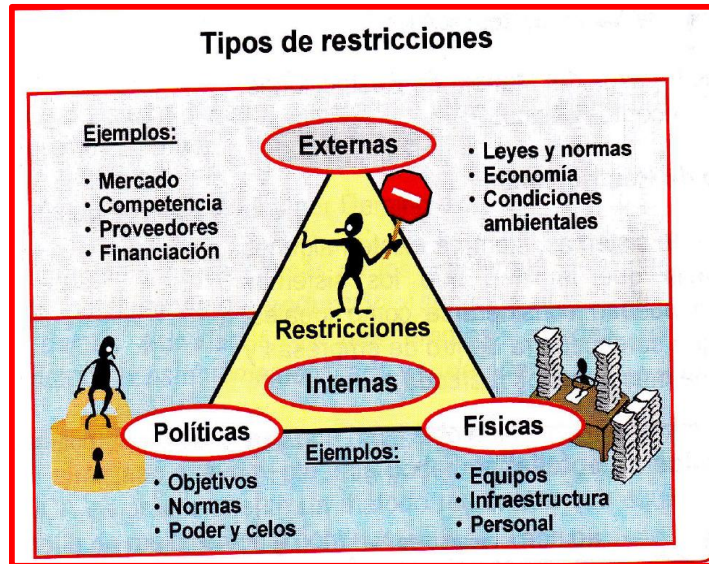 Tipos de restricciones
Ejemplos:
• Mercado
• Competencia
• Proveedores
• Financiación
Externas
• Leyes y normas
• Economía
• Condiciones
ambientales
Restricciones
Internas
Políticas
Físicas
Ejemplos:
• Objetivos
• Normas
• Poder y celos
• Equipos
• Infraestructura
• Personal